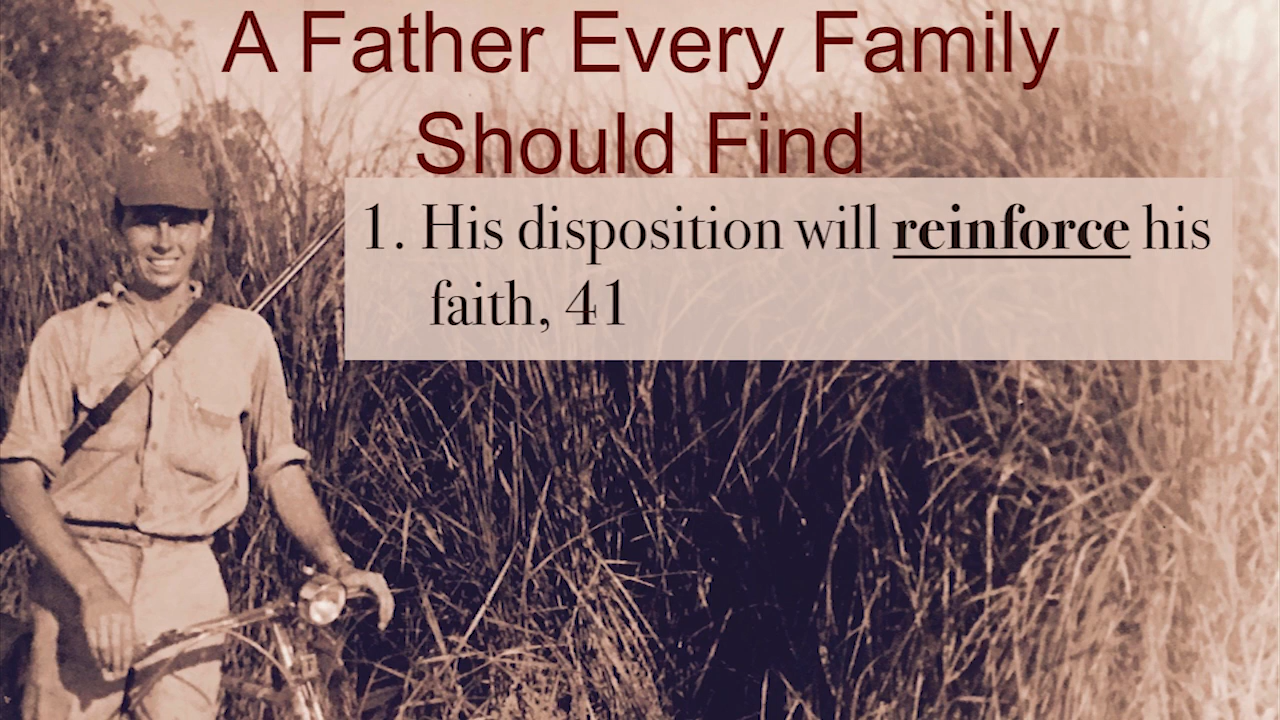 A Father Every Family
Should Find
1. His disposition will reinforce his
faith, 41